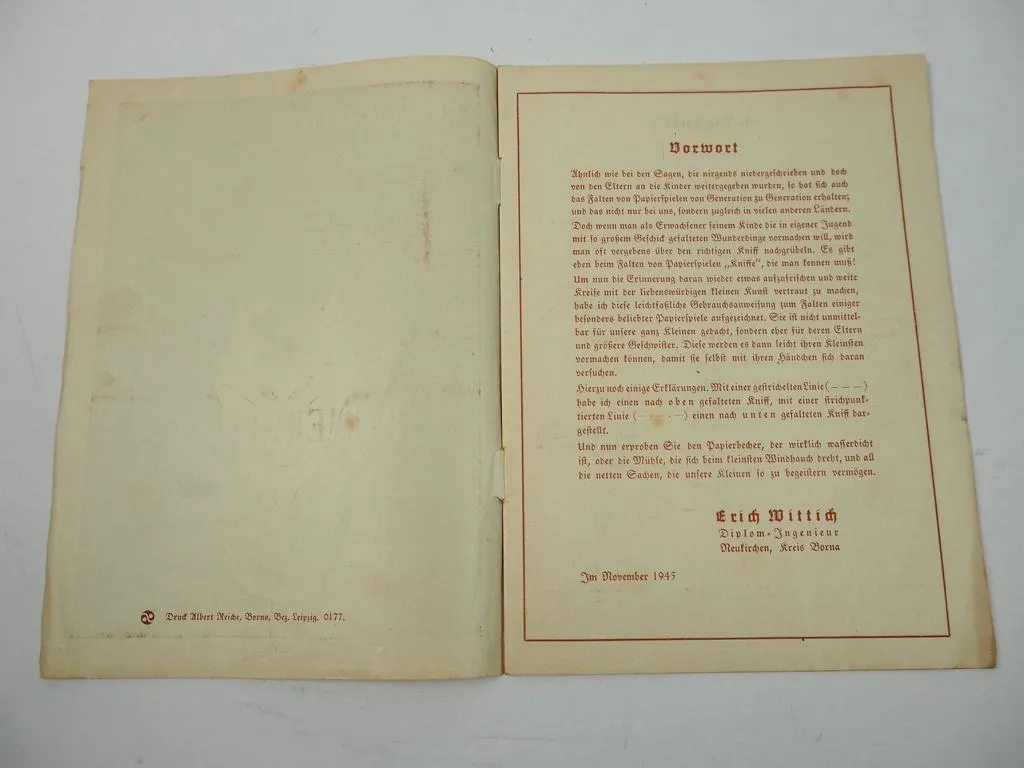 Druck Albert Reiche, Borna, Bez. Leipzig. 0177.
Vorwort
Ähnlich wie bei den Sagen, die nirgends niedergeschrieben und doch
von den Eltern an die Kinder weitergegeben wurden, so hat sich auch
das Falten von Papierspielen von Generation zu Generation erhalten;
und das nicht nur bei uns, sondern zugleich in vielen anderen Ländern.
Doch wenn man als Erwachsener seinem Kinde die in eigener Jugend
mit so großem Geschick gefalteten Wunderdinge vormachen will, wird
man oft vergebens über den richtigen Kniff nachgrübeln. Es gibt
eben beim Falten von Papierspielen „Kniffe“, die man kennen muß!
Um nun die Erinnerung daran wieder etwas aufzufrischen und weite
Kreise mit der liebenswürdigen kleinen Kunst vertraut zu machen,
habe ich diese leichtfaßliche Gebrauchsanweisung zum Falten einiger
besonders beliebter Papierspiele aufgezeichnet. Sie ist nicht unmittel-
bar für unsere ganz Kleinen gedacht, sondern eher für deren Eltern
und größere Geschwister. Diese werden es dann leicht ihren Kleinsten
vormachen können, damit sie selbst mit ihren Händchen sich daran
versuchen.
Hierzu noch einige Erklärungen. Mit einer gestrichelten Linie (– – –)
habe ich einen nach oben gefalteten Kniff, mit einer strichpunk-
tierten Linie (—·—·—) einen nach unten gefalteten Kniff dar-
gestellt.
Und nun erproben Sie den Papierbecher, der wirklich wasserdicht
ist, oder die Mühle, die sich beim kleinsten Windhauch dreht, und all
die netten Sachen, die unsere Kleinen so zu begeistern vermögen.
Erich Wittich
Diplom-Ingenieur
Neukirchen, Kreis Borna
Im November 1945